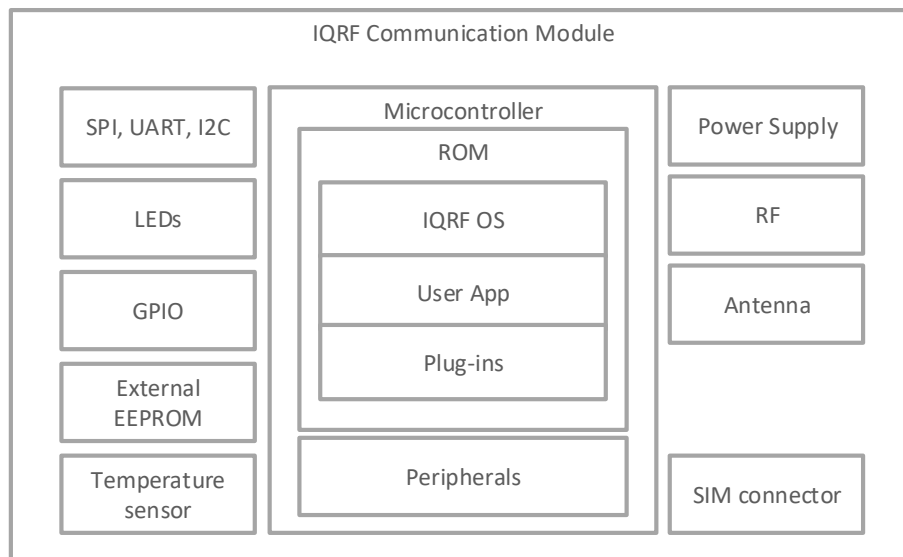 IQRF Communication Module
SPI, UART, I2C
LEDs
GPIO
External
EEPROM
Temperature
sensor
Microcontroller
ROM
IQRF OS
User App
Plug-ins
Peripherals
Power Supply
RF
Antenna
SIM connector